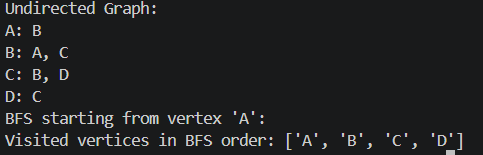 Undirected Graph:
A: B
B: A, C
C: B, D
D: C
BFS starting from vertex 'A':
Visited vertices in BFS order: ['A', 'B', 'C', 'D']